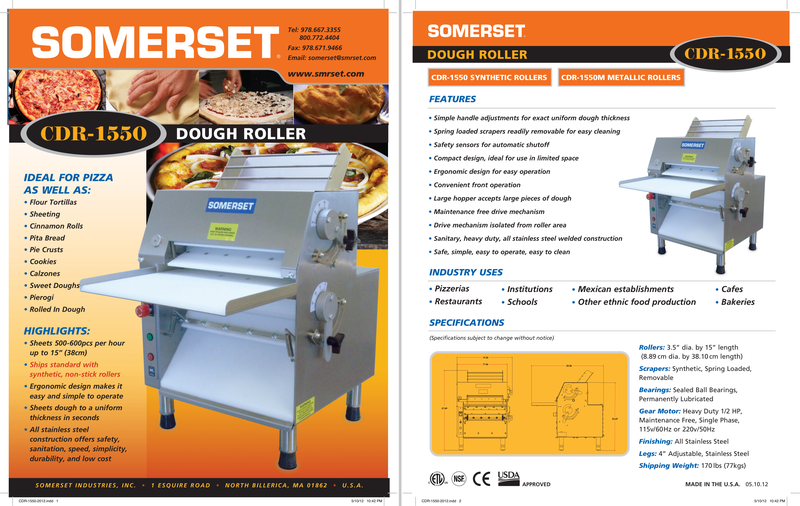 SOMERSET
Tel: 978.667.3355
800.772.4404
Fax: 978.671.9466
Email: somerset@smrset.com
www.smrset.com
CDR-1550
DOUGH ROLLER
IDEAL FOR PIZZA
AS WELL AS:
• Flour Tortillas
• Sheeting
• Cinnamon Rolls
• Pita Bread
• Pie Crusts
• Cookies
• Calzones
• Sweet Doughs
• Pierogi
• Rolled In Dough
HIGHLIGHTS:
• Sheets 500-600pcs per hour
up to 15” (38cm)
• Ships standard with
synthetic, non-stick rollers
• Ergonomic design makes it
easy and simple to operate
• Sheets dough to a uniform
thickness in seconds
• All stainless steel
construction offers safety,
sanitation, speed, simplicity,
durability, and low cost
SOMERSET
WARNING
SOMERSET INDUSTRIES, INC. • 1 ESQUIRE ROAD • NORTH BILLERICA, MA 01862 • U.S.A.
CDR-1550-2012.indd 1
5/10/12 10:42 PM
SOMERSET
DOUGH ROLLER
CDR-1550
CDR-1550 SYNTHETIC ROLLERS
CDR-1550M METALLIC ROLLERS
FEATURES
• Simple handle adjustments for exact uniform dough thickness
• Spring loaded scrapers readily removable for easy cleaning
• Safety sensors for automatic shutoff
• Compact design, ideal for use in limited space
• Ergonomic design for easy operation
• Convenient front operation
• Large hopper accepts large pieces of dough
• Maintenance free drive mechanism
• Drive mechanism isolated from roller area
• Sanitary, heavy duty, all stainless steel welded construction
• Safe, simple, easy to operate, easy to clean
SOMERSET
INDUSTRY USES
• Pizzerias • Institutions • Mexican establishments • Cafes
• Restaurants • Schools • Other ethnic food production • Bakeries
SPECIFICATIONS
(Specifications subject to change without notice)
Rollers: 3.5” dia. by 15” length
(8.89 cm dia. by 38.10 cm length)
Scrapers: Synthetic, Spring Loaded,
Removable
Bearings: Sealed Ball Bearings,
Permanently Lubricated
Gear Motor: Heavy Duty 1/2 HP,
Maintenance Free, Single Phase,
115v/60Hz or 220v/50Hz
Finishing: All Stainless Steel
Legs: 4” Adjustable, Stainless Steel
Shipping Weight: 170 lbs (77kgs)
ETL NSF CE USDA APPROVED
MADE IN THE U.S.A. 05.10.12
CDR-1550-2012.indd 2
5/10/12 10:42 PM